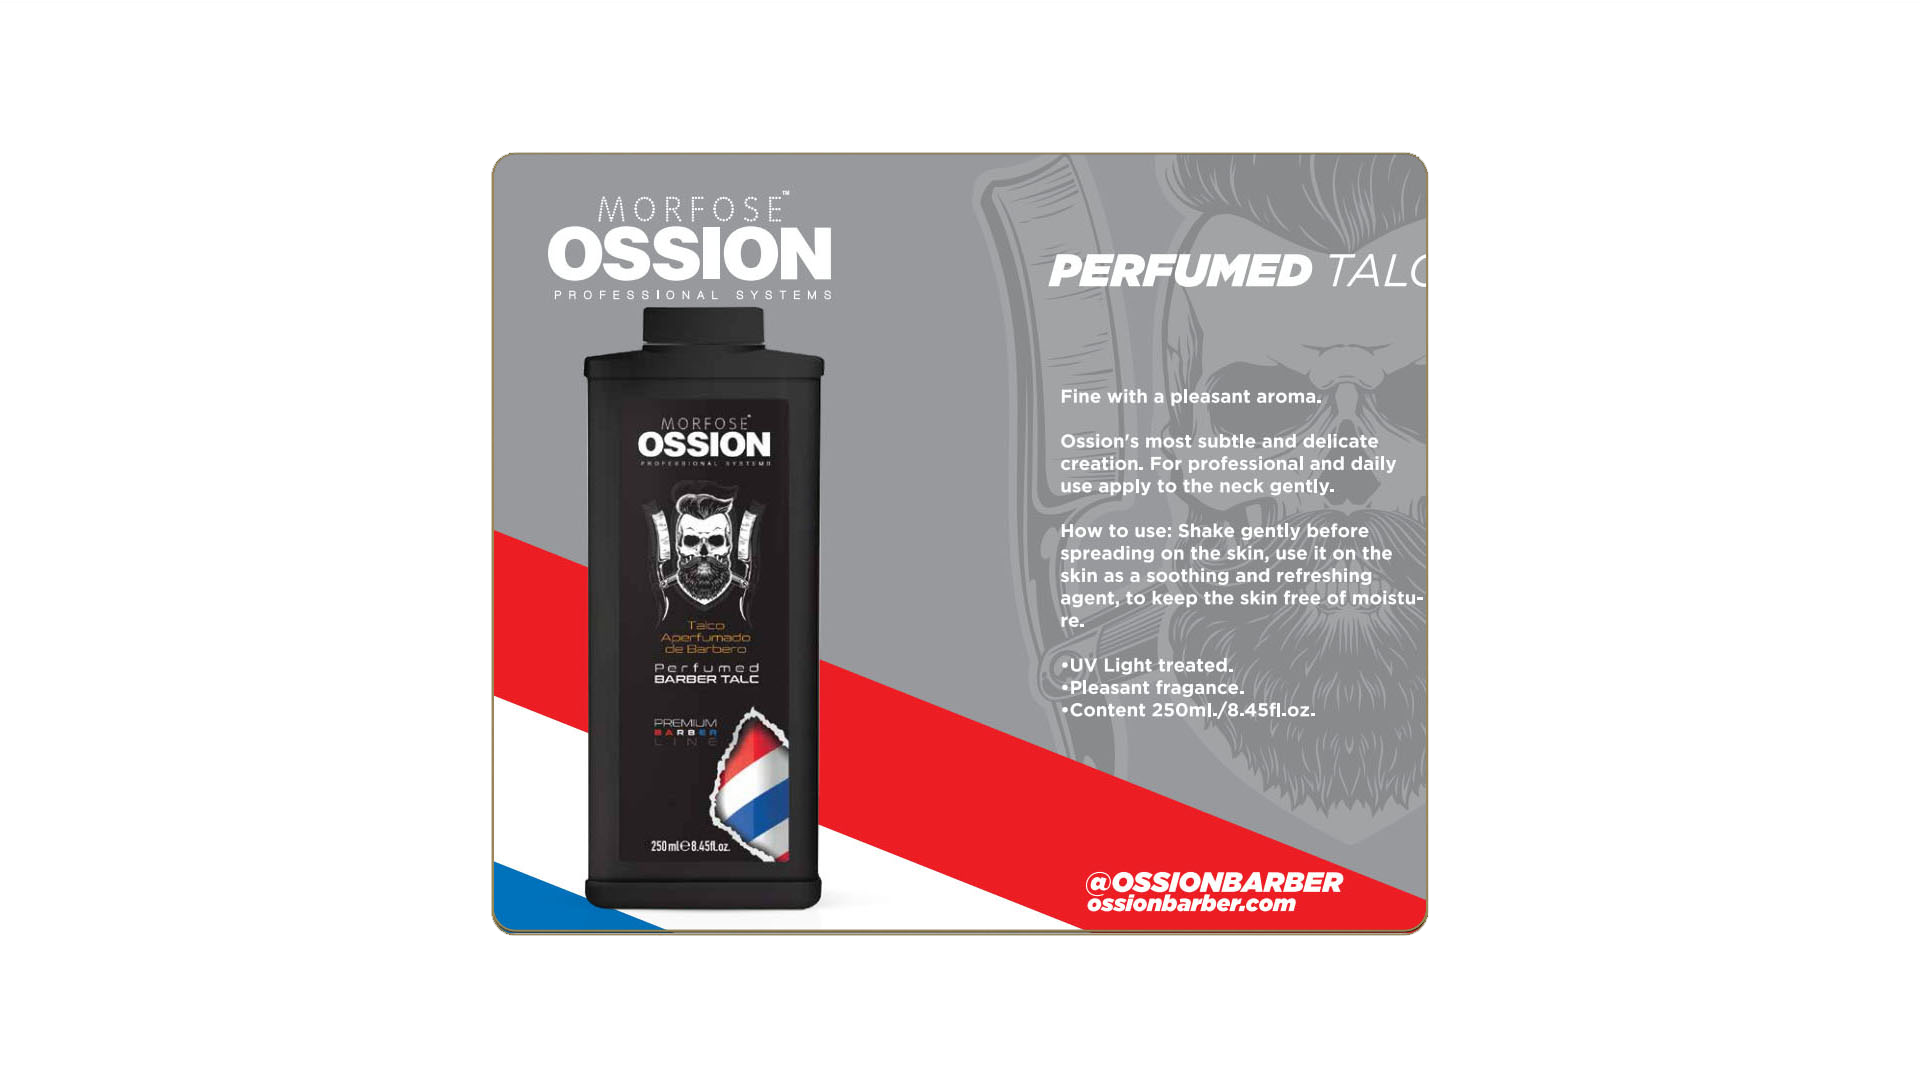 MORFOSE™
OSSION
PROFESSIONAL SYSTEMS
MORFOSE
OSSION
PROFESSIONAL SYSTEMS
Talco
Aperfumado
de Barbero
Perfumed
BARBER TALC
PREMIUM
BARBER
LINE
250 ml℮8.45fl.oz.
PERFUMED TALC
Fine with a pleasant aroma.
Ossion's most subtle and delicate
creation. For professional and daily
use apply to the neck gently.
How to use: Shake gently before
spreading on the skin, use it on the
skin as a soothing and refreshing
agent, to keep the skin free of moistu-
re.
•UV Light treated.
•Pleasant fragance.
•Content 250ml./8.45fl.oz.
@OSSIONBARBER
ossionbarber.com